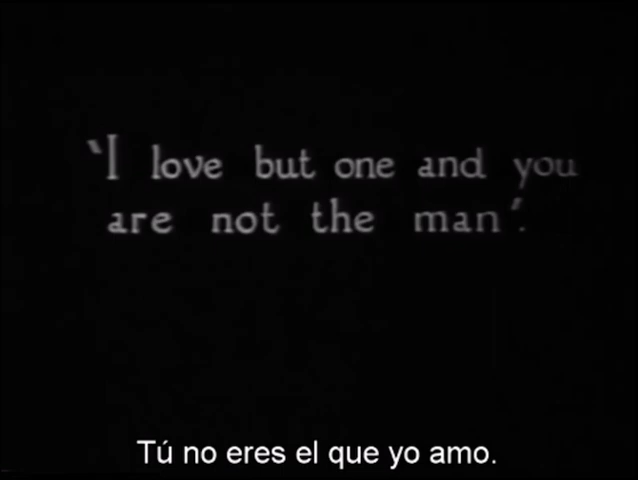 'I love but one and you
are not the man'.
Tú no eres el que yo amo.